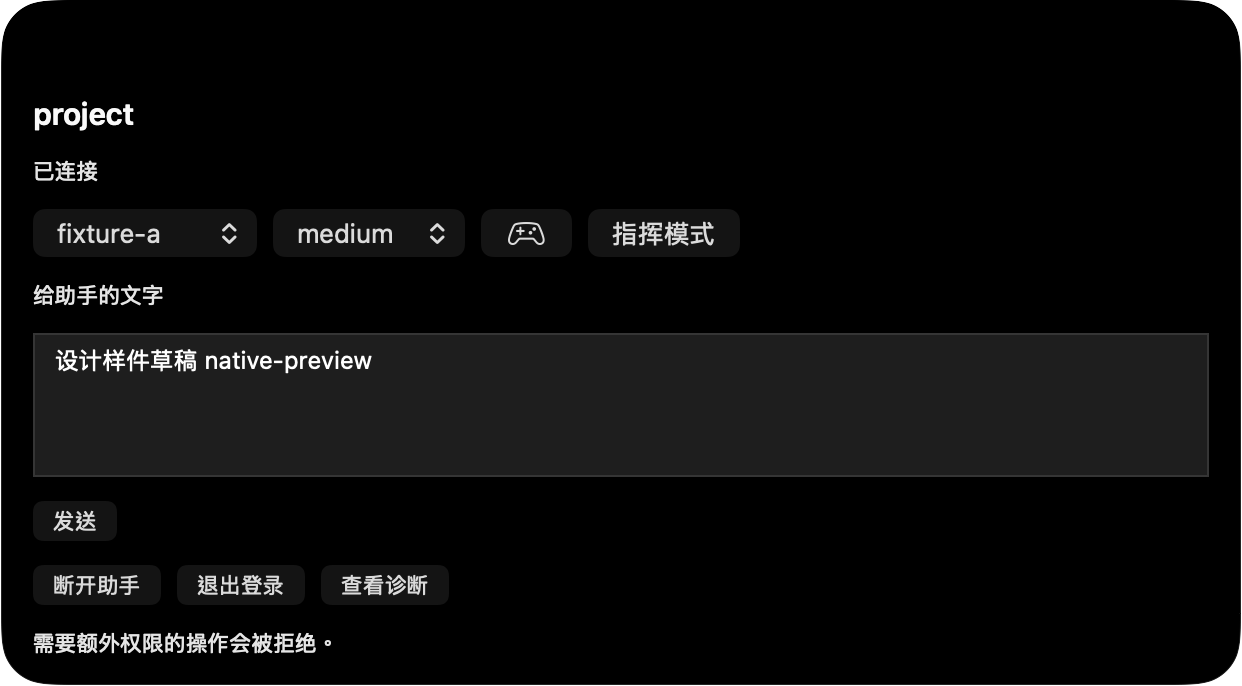 project
已连接
fixture-a medium 指挥模式
给助手的文字
设计样件草稿 native-preview
发送
断开助手 退出登录 查看诊断
需要额外权限的操作会被拒绝。